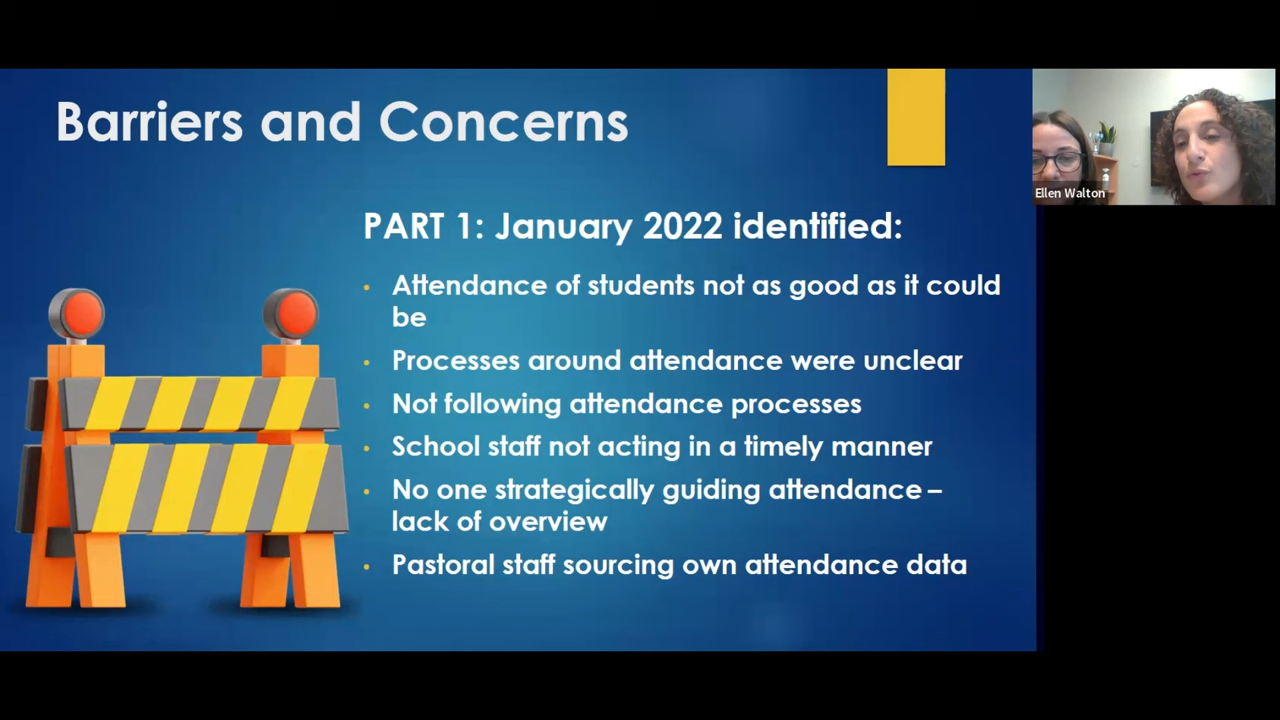 Barriers and Concerns
Ellen Walton
PART 1: January 2022 identified:
• Attendance of students not as good as it could
be
• Processes around attendance were unclear
• Not following attendance processes
• School staff not acting in a timely manner
• No one strategically guiding attendance –
lack of overview
• Pastoral staff sourcing own attendance data